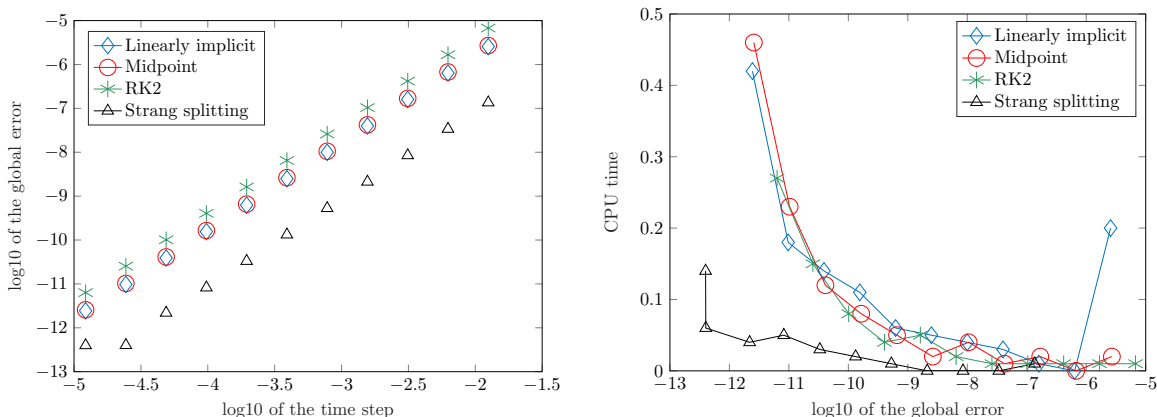 −5
−6
−7
−8
−9
−10
−11
−12
−13
−5
−4.5
−4
−3.5
−3
−2.5
−2
−1.5
log10 of the time step
log10 of the global error
Linearly implicit
Midpoint
RK2
Strang splitting
0.5
0.4
0.3
0.2
0.1
0
−13
−12
−11
−10
−9
−8
−7
−6
−5
log10 of the global error
CPU time
Linearly implicit
Midpoint
RK2
Strang splitting